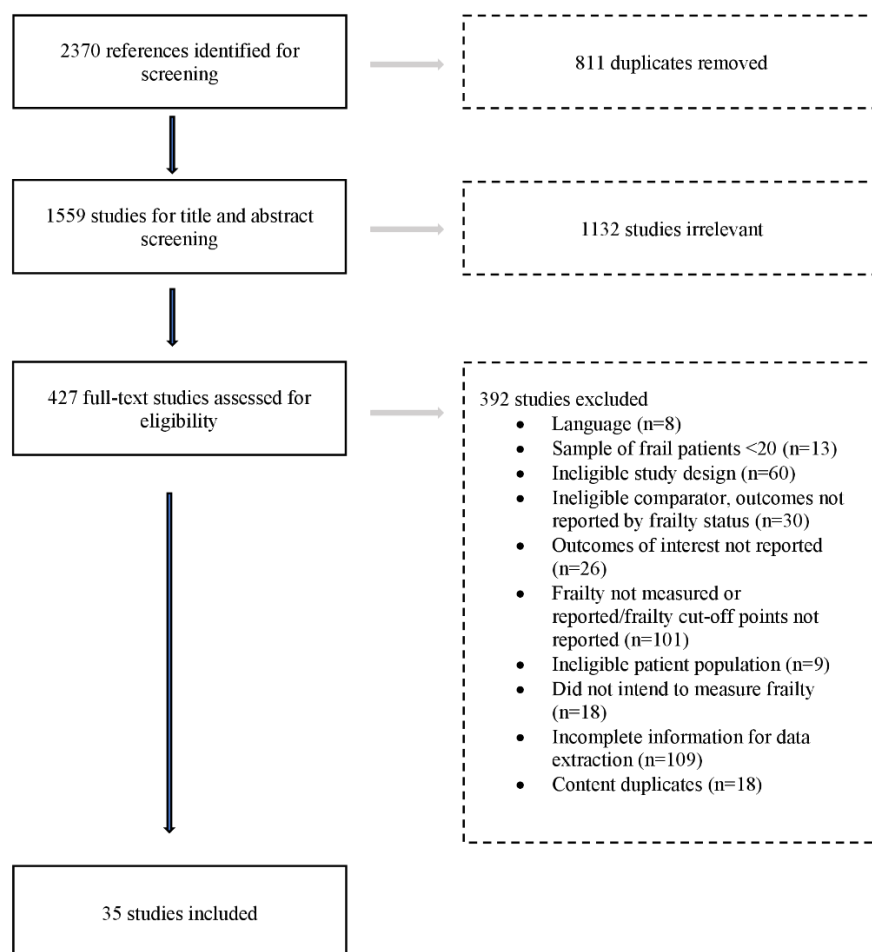 2370 references identified for
screening
811 duplicates removed
1559 studies for title and abstract
screening
1132 studies irrelevant
427 full-text studies assessed for
eligibility
392 studies excluded
• Language (n=8)
• Sample of frail patients <20 (n=13)
• Ineligible study design (n=60)
• Ineligible comparator, outcomes not
reported by frailty status (n=30)
• Outcomes of interest not reported
(n=26)
• Frailty not measured or
reported/frailty cut-off points not
reported (n=101)
• Ineligible patient population (n=9)
• Did not intend to measure frailty
(n=18)
• Incomplete information for data
extraction (n=109)
• Content duplicates (n=18)
35 studies included